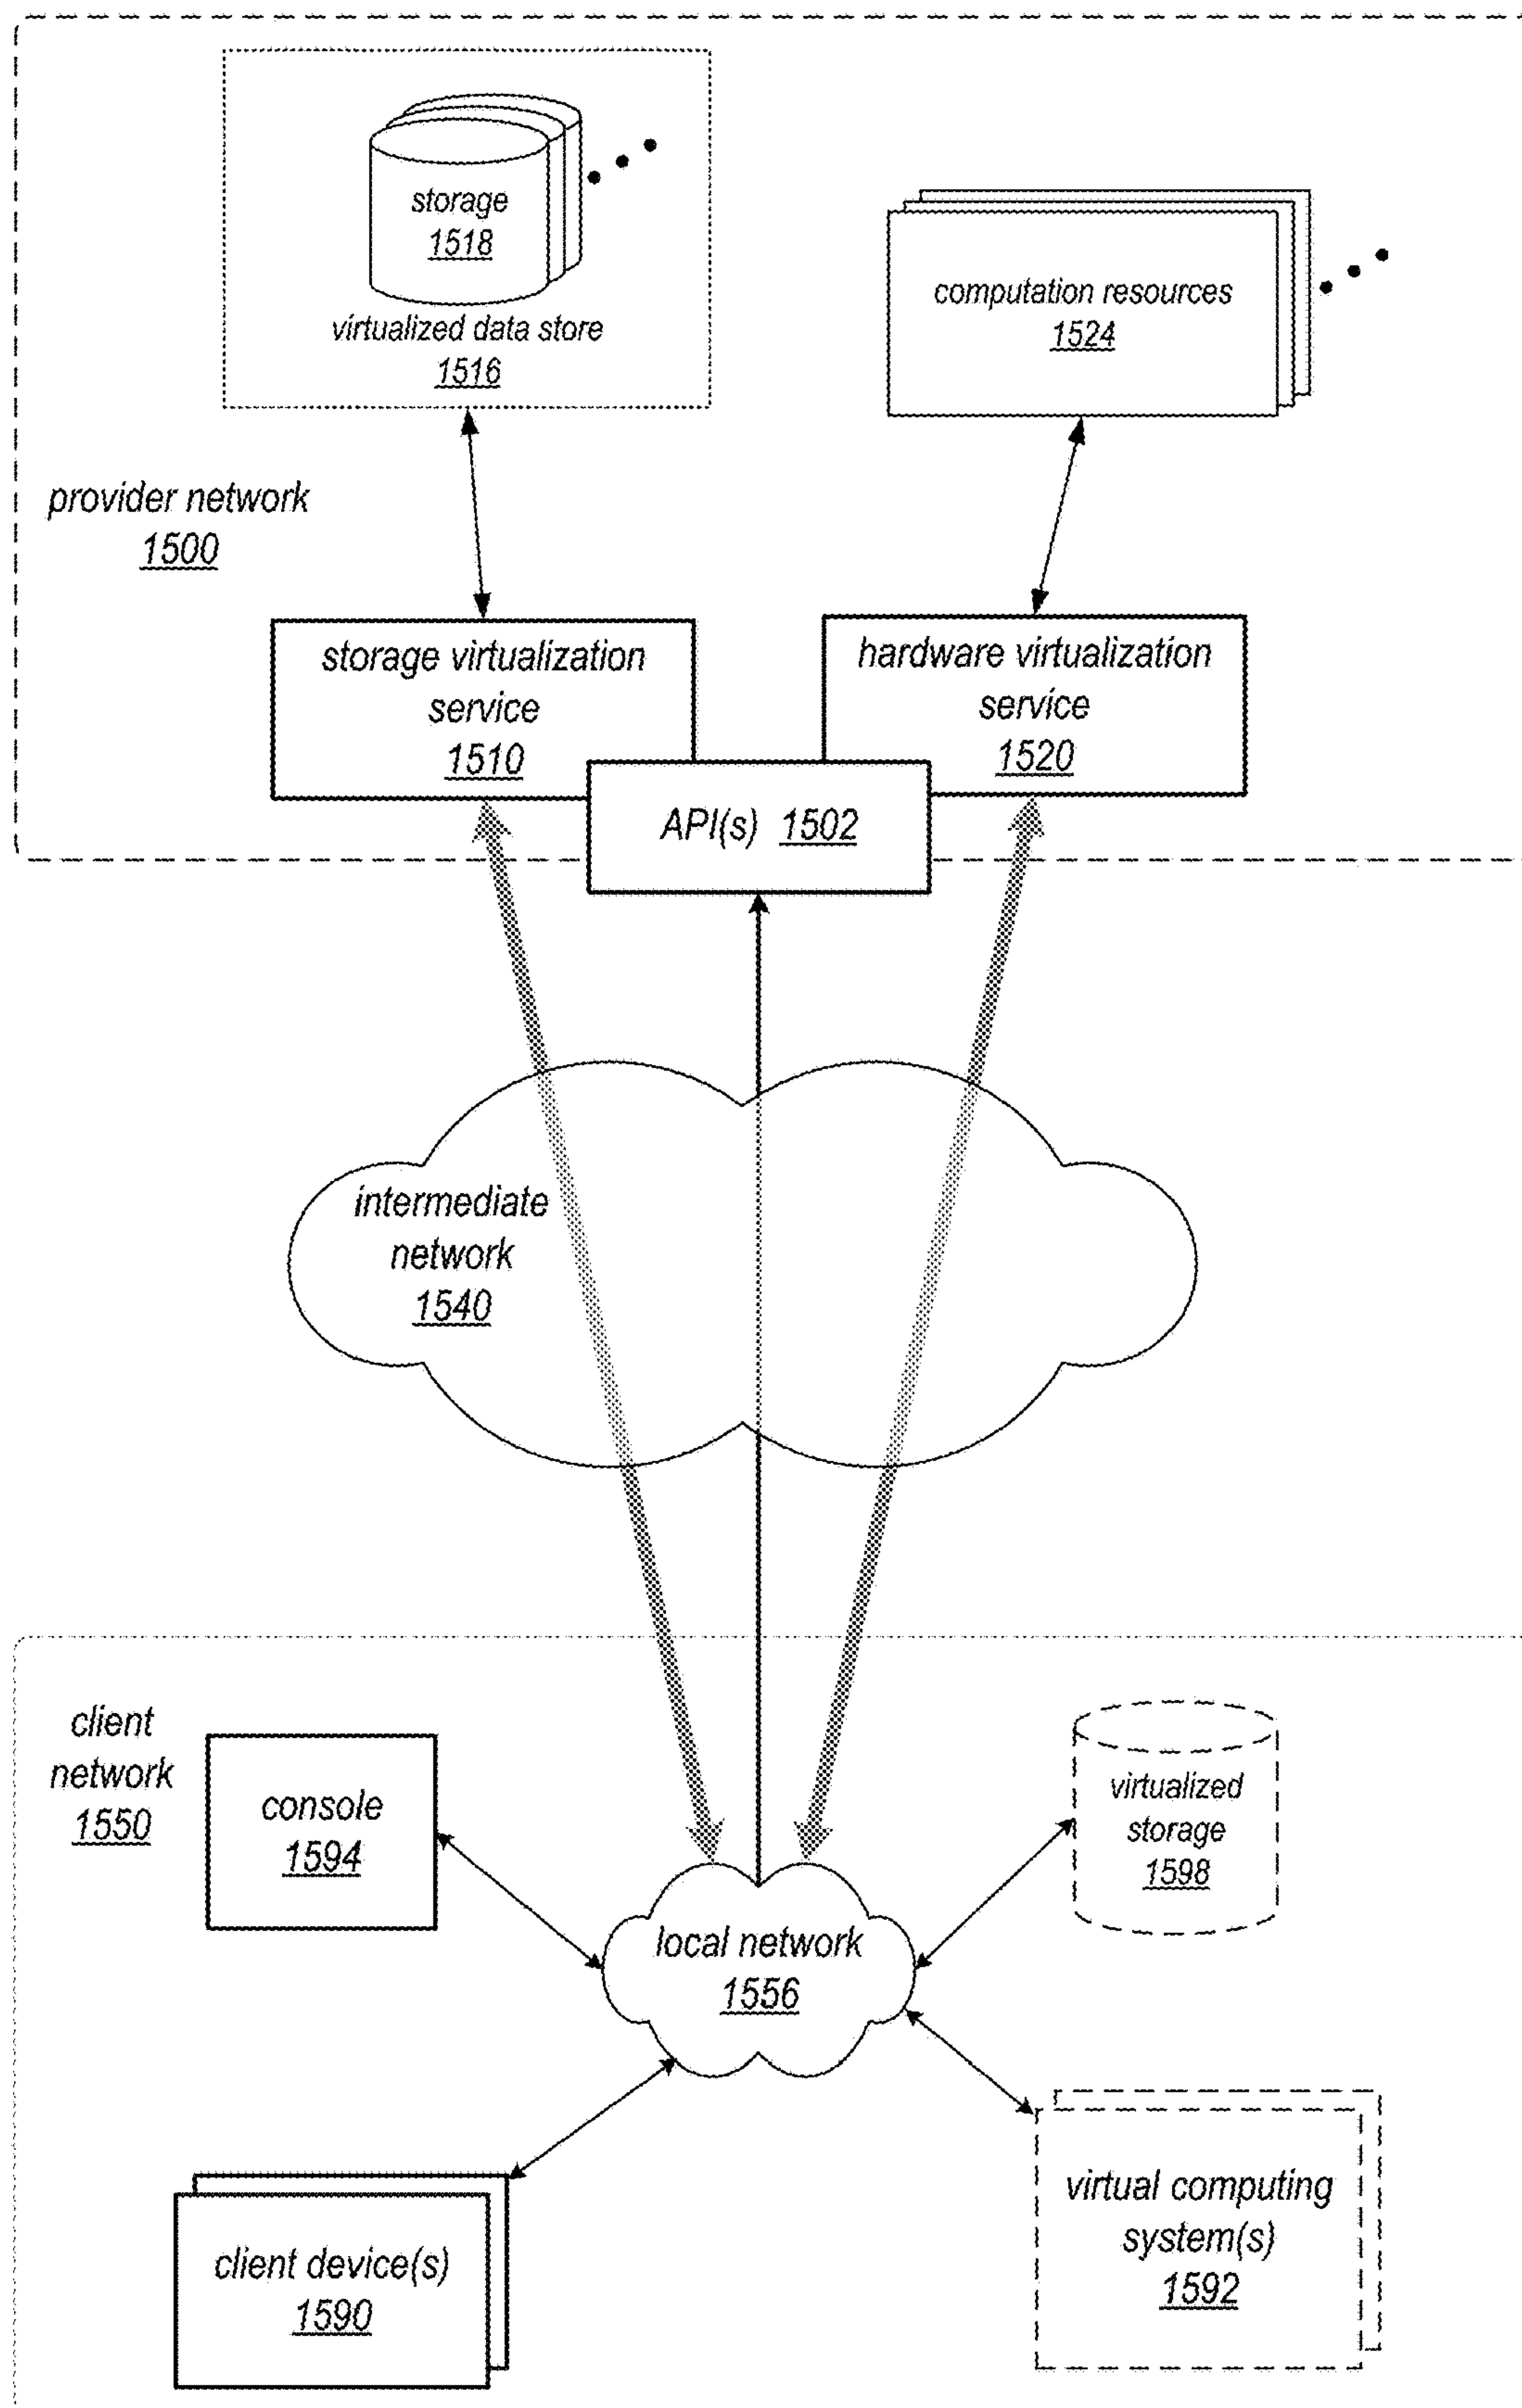 storage
1518
virtualized data store
1516
computation resources
1524
provider network
1500
storage virtualization
service
1510
hardware virtualization
service
1520
API(s) 1502
intermediate
network
1540
client
network
1550
console
1594
virtualized
storage
1598
local network
1556
client device(s)
1590
virtual computing
system(s)
1592